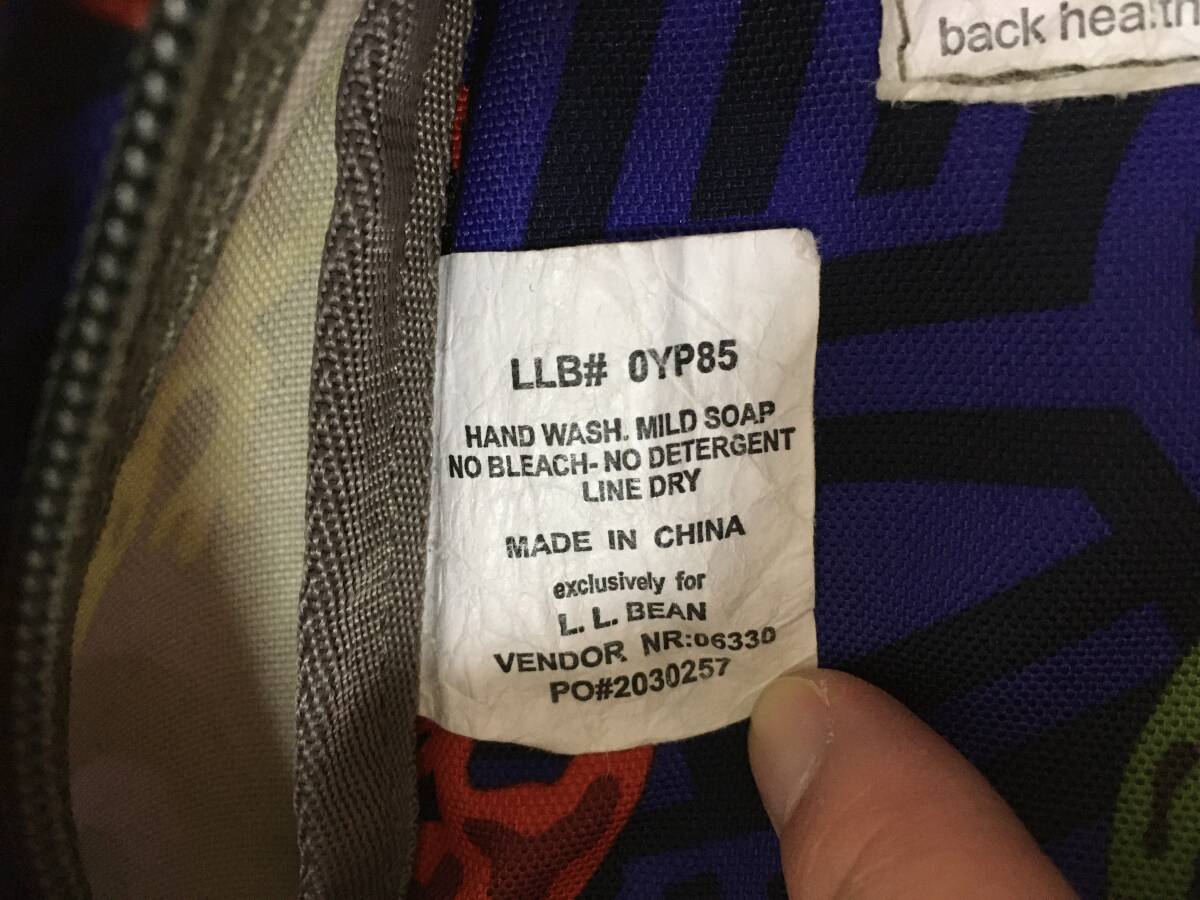 back health
LLB# 0YP85
HAND WASH. MILD SOAP
NO BLEACH- NO DETERGENT
LINE DRY
MADE IN CHINA
exclusively for
L. L. BEAN
VENDOR NR:06330
PO#2030257